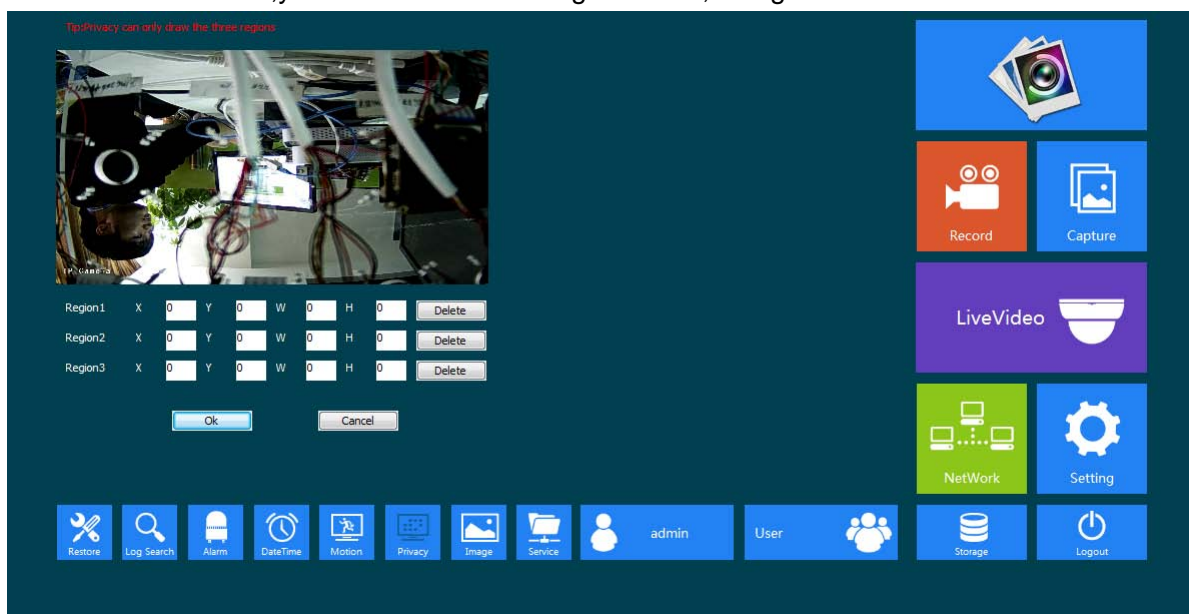 Tip:Privacy can only draw the three regions
IP Camera
Region1 X 0 Y 0 W 0 H 0 Delete
Region2 X 0 Y 0 W 0 H 0 Delete
Region3 X 0 Y 0 W 0 H 0 Delete
Ok Cancel
Record Capture
LiveVideo
NetWork Setting
Restore Log Search Alarm DateTime Motion Privacy Image Service admin User Storage Logout